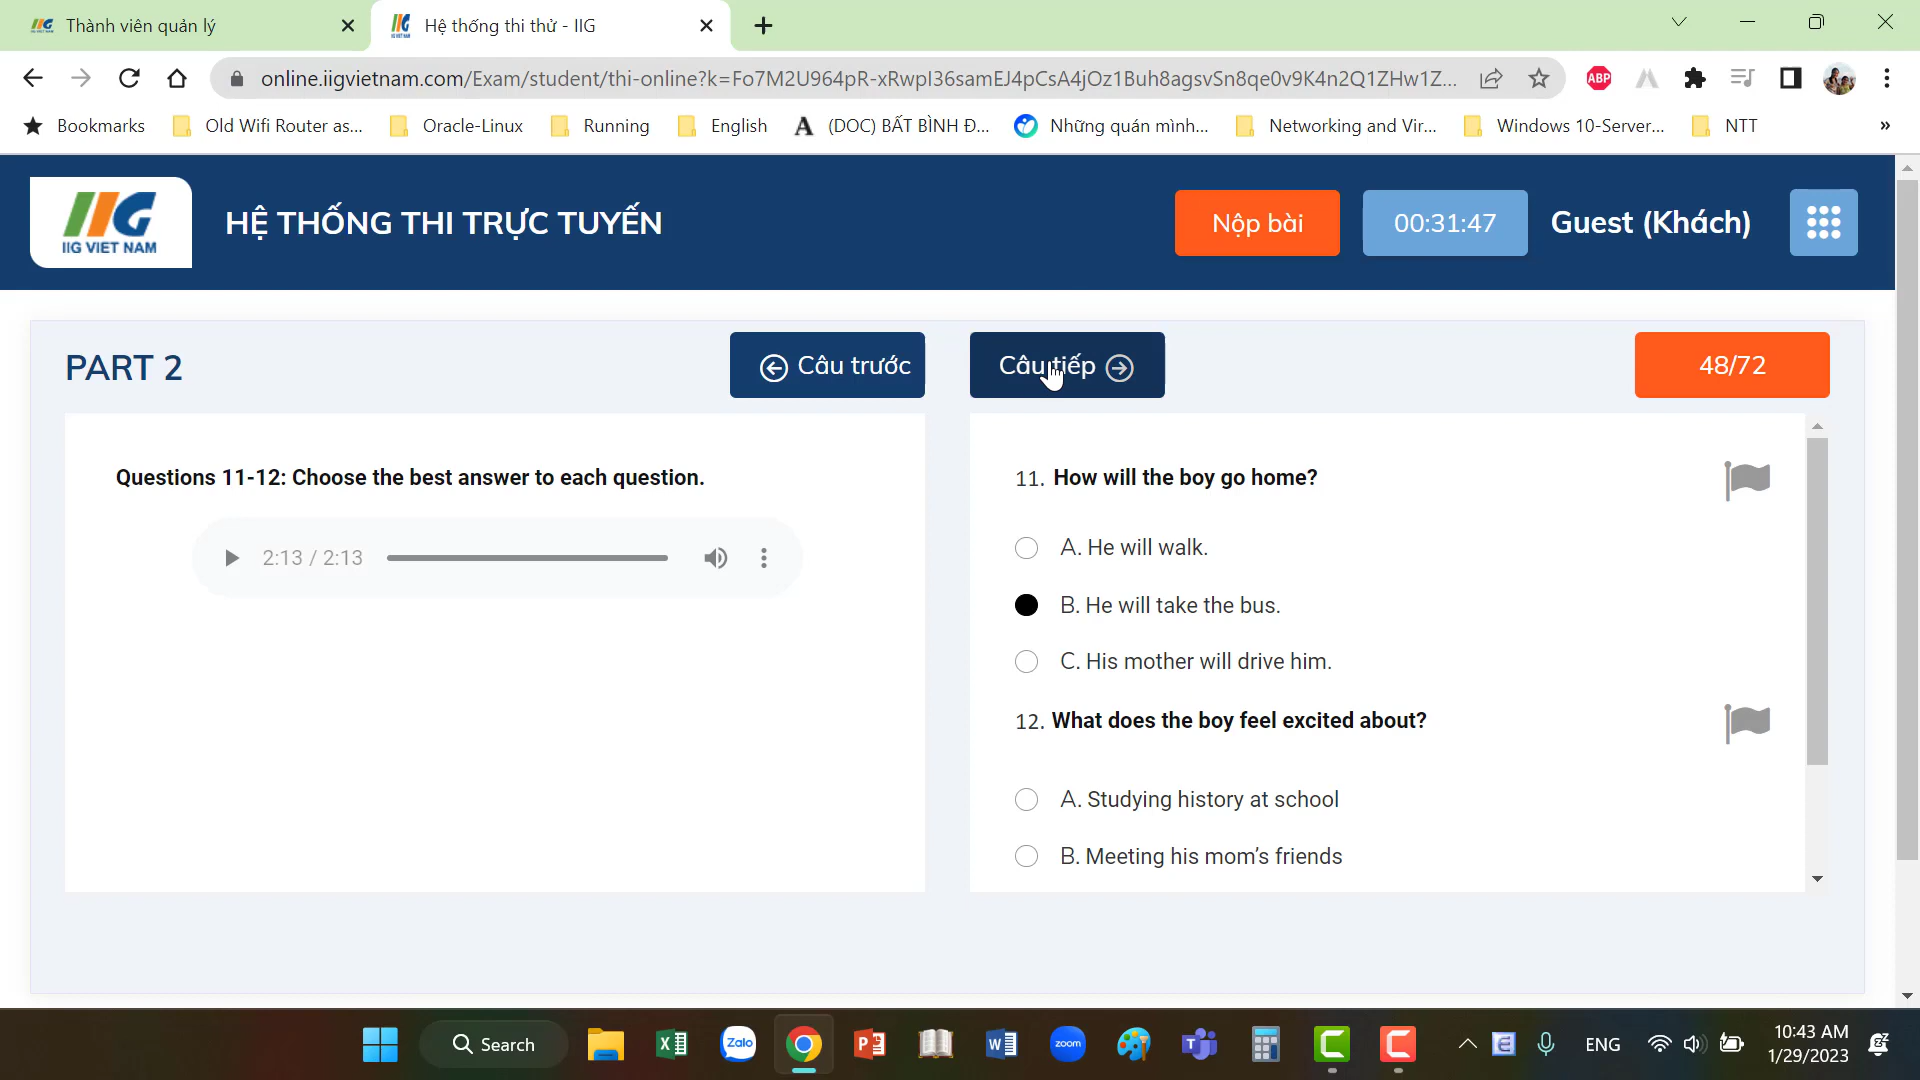 Thành viên quản lý
Hệ thống thi thử - IIG
online.iigvietnam.com/Exam/student/thi-online?k=Fo7M2U964pR-xRwpI36samEJ4pCsA4jOz1Buh8agsvSn8qe0v9K4n2Q1ZHw1Z...
ABP
Bookmarks
Old Wifi Router as...
Oracle-Linux
Running
English
(DOC) BẤT BÌNH Đ...
Những quán mình...
Networking and Vir...
Windows 10-Server...
NTT
»
IIG VIET NAM
HỆ THỐNG THI TRỰC TUYẾN
Nộp bài
00:31:47
Guest (Khách)
PART 2
Câu trước
Câu tiếp
48/72
Questions 11-12: Choose the best answer to each question.
2:13 / 2:13
11. How will the boy go home?
A. He will walk.
B. He will take the bus.
C. His mother will drive him.
12. What does the boy feel excited about?
A. Studying history at school
B. Meeting his mom’s friends
Search
Zalo
zoom
ENG
10:43 AM
1/29/2023